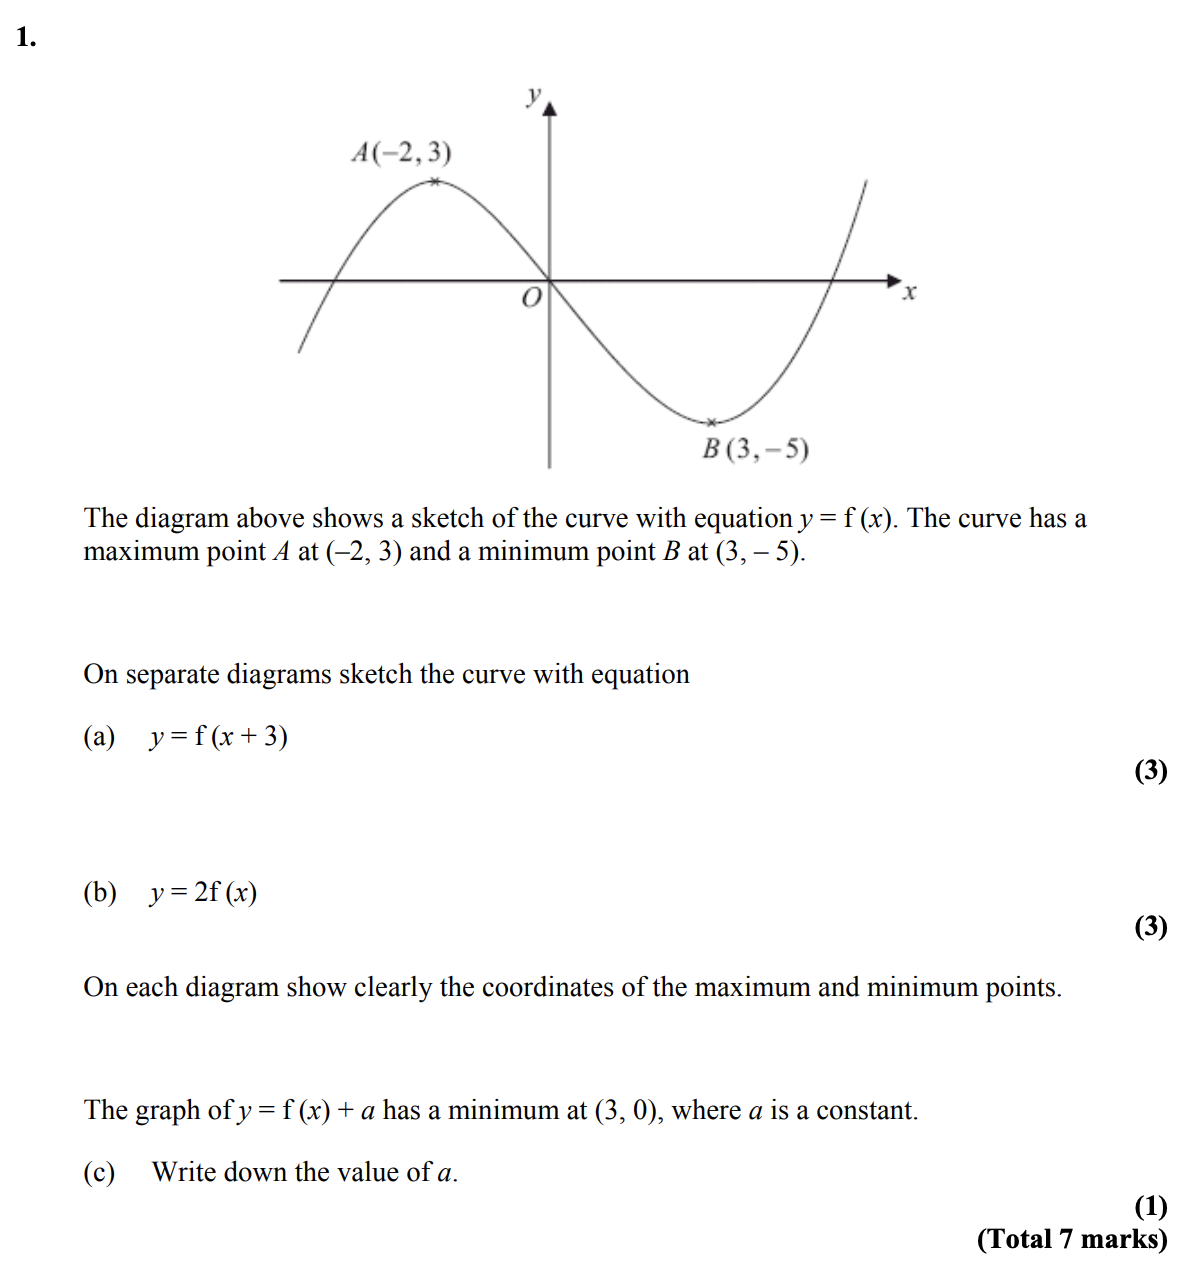 1.
y
A(–2, 3)
O
x
B (3, – 5)
The diagram above shows a sketch of the curve with equation y = f (x). The curve has a
maximum point A at (–2, 3) and a minimum point B at (3, – 5).
On separate diagrams sketch the curve with equation
(a) y = f (x + 3)
(3)
(b) y = 2f (x)
(3)
On each diagram show clearly the coordinates of the maximum and minimum points.
The graph of y = f (x) + a has a minimum at (3, 0), where a is a constant.
(c) Write down the value of a.
(1)
(Total 7 marks)